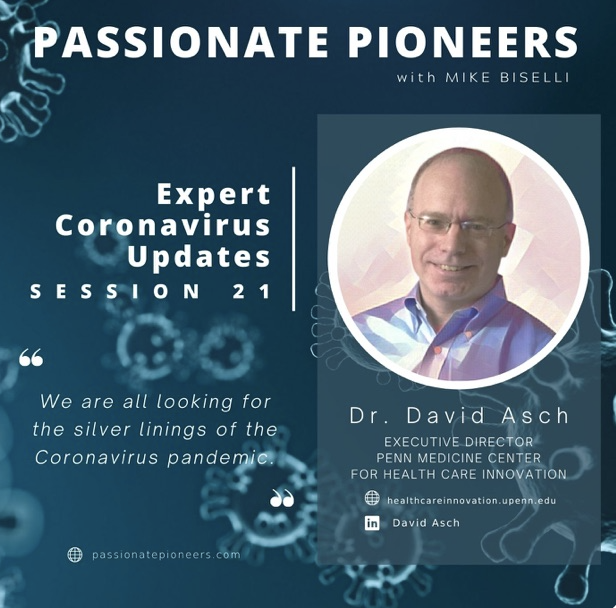 PASSIONATE PIONEERS
with MIKE BISELLI
Expert
Coronavirus
Updates
SESSION 21
“
We are all looking for
the silver linings of the
Coronavirus pandemic.
”
passionatepioneers.com
Dr. David Asch
EXECUTIVE DIRECTOR
PENN MEDICINE CENTER
FOR HEALTH CARE INNOVATION
healthcareinnovation.upenn.edu
in David Asch